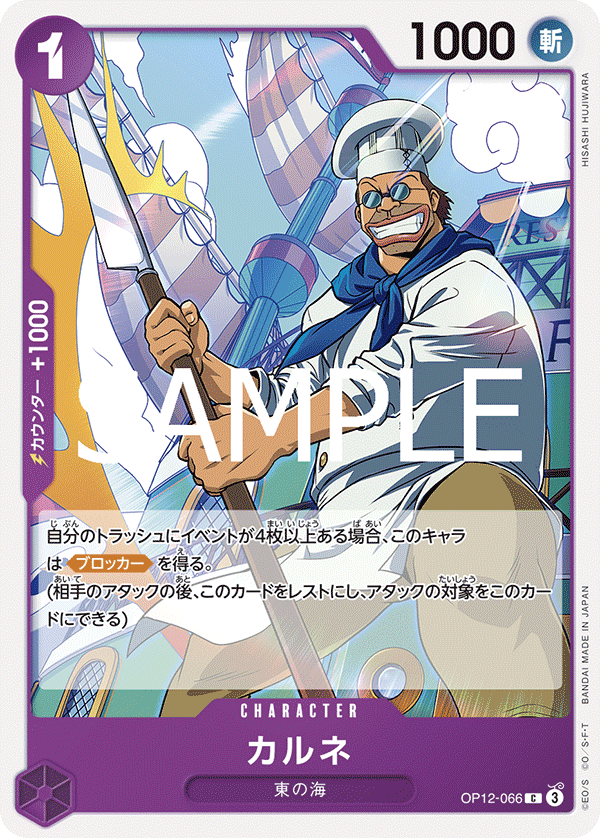 1
1000
斬
HISASHI HUJIWARA
RES
カウンター +1000
SAMPLE
自分のトラッシュにイベントが4枚以上ある場合、このキャラ
は ブロッカー を得る。
(相手のアタックの後、このカードをレストにし、アタックの対象をこのカー
ドにできる)
CHARACTER
カルネ
東の海
OP12-066 C 3
©E.O/S ©O/S・F・T BANDAI MADE IN JAPAN